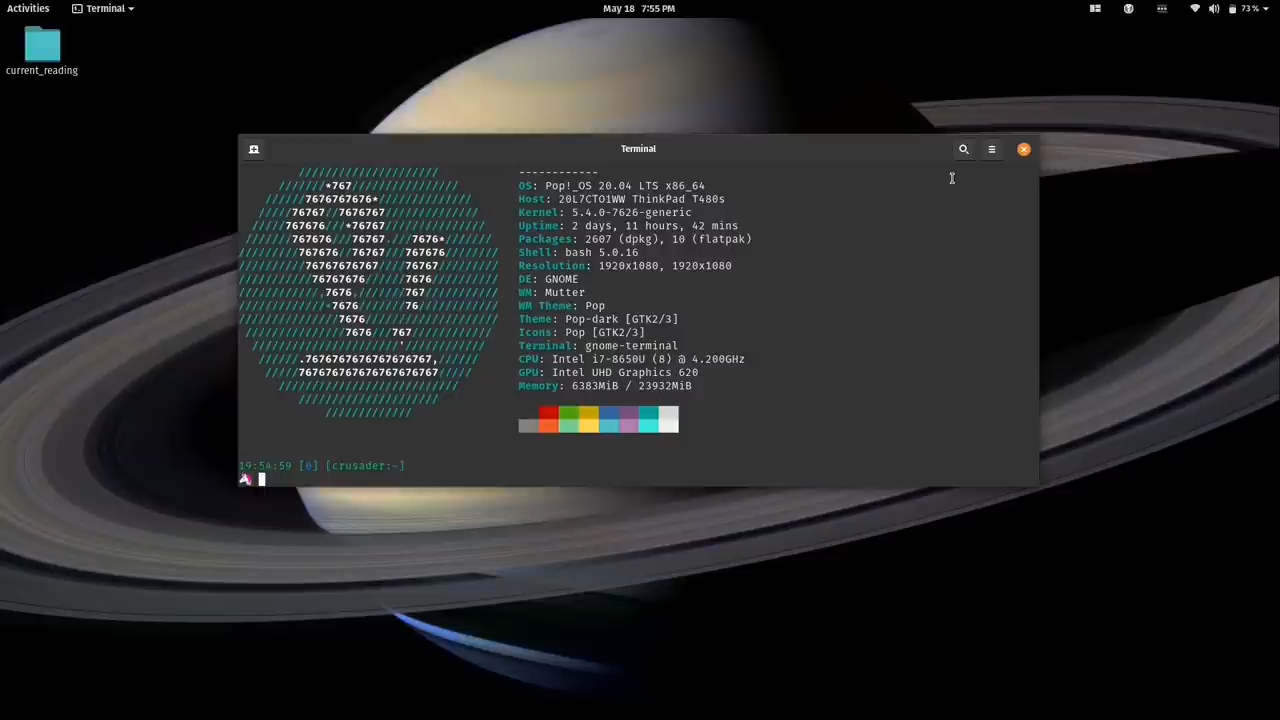 Activities
Terminal
May 18 7:55 PM
73 %
current_reading
Terminal
------------
OS: Pop!_OS 20.04 LTS x86_64
Host: 20L7CTO1WW ThinkPad T480s
Kernel: 5.4.0-7626-generic
Uptime: 2 days, 11 hours, 42 mins
Packages: 2607 (dpkg), 10 (flatpak)
Shell: bash 5.0.16
Resolution: 1920x1080, 1920x1080
DE: GNOME
WM: Mutter
WM Theme: Pop
Theme: Pop-dark [GTK2/3]
Icons: Pop [GTK2/3]
Terminal: gnome-terminal
CPU: Intel i7-8650U (8) @ 4.200GHz
GPU: Intel UHD Graphics 620
Memory: 6383MiB / 23932MiB
19:54:59 [0] [crusader:~]